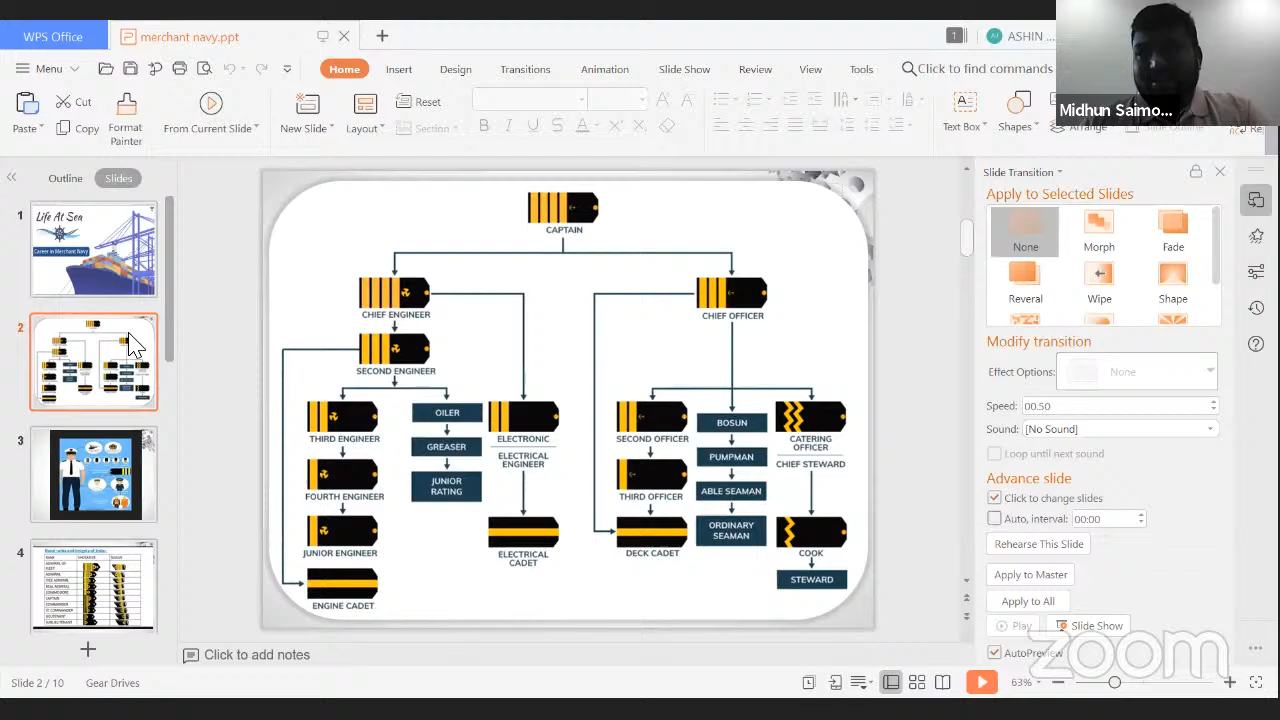 WPS Office
merchant navy.ppt
1
ASHIN ...
Menu
Home
Insert
Design
Transitions
Animation
Slide Show
Review
View
Tools
Click to find commands
Midhun Saimo...
Paste
Cut
Copy
Format
Painter
From Current Slide
New Slide
Layout
Reset
Section
B I U S A
Text Box
Shapes
Arrange
Slide Outline
Outline
Slides
1
Life At Sea
Career in Merchant Navy
2
3
4
CAPTAIN
CHIEF ENGINEER
CHIEF OFFICER
SECOND ENGINEER
THIRD ENGINEER
OILER
GREASER
JUNIOR
RATING
ELECTRONIC
ELECTRICAL
ENGINEER
FOURTH ENGINEER
JUNIOR ENGINEER
ELECTRICAL
CADET
ENGINE CADET
SECOND OFFICER
THIRD OFFICER
DECK CADET
BOSUN
PUMPMAN
ABLE SEAMAN
ORDINARY
SEAMAN
CATERING
OFFICER
CHIEF STEWARD
COOK
STEWARD
Slide Transition
Apply to Selected Slides
None
Morph
Fade
Reveral
Wipe
Shape
Modify transition
Effect Options:
None
Speed: 00.50
Sound: [No Sound]
Loop until next sound
Advance slide
Click to change slides
Auto, interval: 00:00
Rehearse This Slide
Apply to Master
Apply to All
Play
Slide Show
AutoPreview
zoom
Click to add notes
Slide 2 / 10
Gear Drives
63%